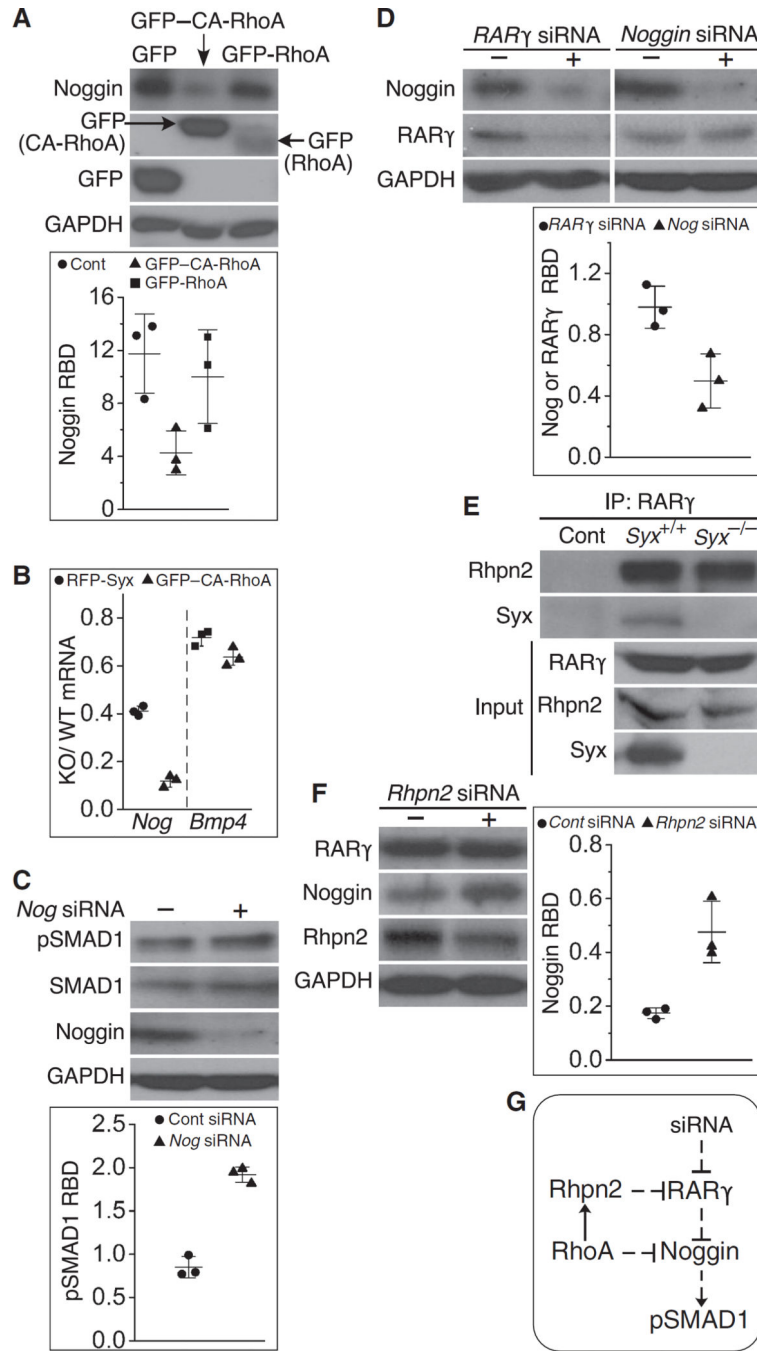 A
GFP–CA-RhoA
GFP GFP-RhoA
Noggin
GFP
(CA-RhoA)
GFP
(RhoA)
GFP
GAPDH
Cont GFP–CA-RhoA
GFP-RhoA
Noggin RBD
16
12
8
4
0
B
RFP-Syx GFP–CA-RhoA
KO/ WT mRNA
0.8
0.6
0.4
0.2
0.0
Nog Bmp4
C
Nog siRNA − +
pSMAD1
SMAD1
Noggin
GAPDH
Cont siRNA
Nog siRNA
pSMAD1 RBD
2.5
2.0
1.5
1.0
0.5
0.0
D
RARγ siRNA Noggin siRNA
− + − +
Noggin
RARγ
GAPDH
RARγ siRNA Nog siRNA
Nog or RARγ RBD
1.2
0.8
0.4
0.0
E
IP: RARγ
Cont Syx+/+ Syx−/−
Rhpn2
Syx
Input
RARγ
Rhpn2
Syx
F
Rhpn2 siRNA
− +
RARγ
Noggin
Rhpn2
GAPDH
Cont siRNA Rhpn2 siRNA
Noggin RBD
0.8
0.6
0.4
0.2
0.0
G
siRNA
Rhpn2 RARγ
RhoA Noggin
pSMAD1